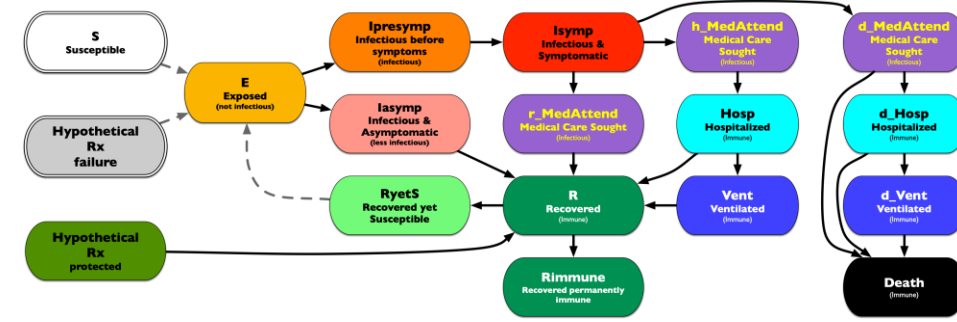 S
Susceptible
Hypothetical
Rx
failure
Hypothetical
Rx
protected
E
Exposed
(not infectious)
Ipresymp
Infectious before
symptoms
(infectious)
Iasymp
Infectious &
Asymptomatic
(less infectious)
RyetS
Recovered yet
Susceptible
Isymp
Infectious &
Symptomatic
r_MedAttend
Medical Care Sought
(Infectious)
R
Recovered
(Immune)
Rimmune
Recovered permanently
immune
h_MedAttend
Medical Care
Sought
(Infectious)
Hosp
Hospitalized
(Immune)
Vent
Ventilated
(Immune)
d_MedAttend
Medical Care
Sought
(Infectious)
d_Hosp
Hospitalized
(Immune)
d_Vent
Ventilated
(Immune)
Death
(Immune)